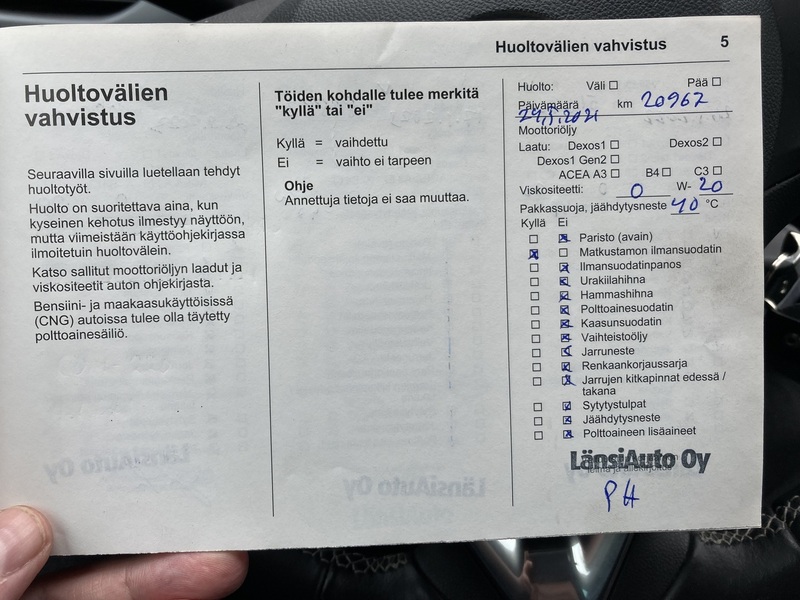 Huoltovälien vahvistus 5
Huoltovälien
vahvistus
Seuraavilla sivuilla luetellaan tehdyt
huoltotyöt.
Huolto on suoritettava aina, kun
kyseinen kehotus ilmestyy näyttöön,
mutta viimeistään käyttöohjekirjassa
ilmoitetuin huoltovälein.
Katso sallitut moottoriöljyn laadut ja
viskositeetit auton ohjekirjasta.
Bensiini- ja maakaasukäyttöisissä
(CNG) autoissa tulee olla täytetty
polttoainesäiliö.
Töiden kohdalle tulee merkitä
"kyllä" tai "ei"
Kyllä = vaihdettu
Ei = vaihto ei tarpeen
Ohje
Annettuja tietoja ei saa muuttaa.
Huolto: Väli ☐ Pää ☐
Päivämäärä km 20967
Moottoriöljy
Laatu: Dexos1 ☐ Dexos2 ☐
Dexos1 Gen2 ☐
ACEA A3 ☐ B4 ☐ C3 ☐
Viskositeetti: 0 W- 20
Pakkassuoja, jäähdytysneste 40 °C
Kyllä Ei
☐ ☒ Paristo (avain)
☒ ☐ Matkustamon ilmansuodatin
☐ ☒ Ilmansuodatinpanos
☐ ☒ Urakiilahihna
☐ ☒ Hammashihna
☐ ☒ Polttoainesuodatin
☐ ☒ Kaasunsuodatin
☐ ☒ Vaihteistoöljy
☐ ☒ Jarruneste
☐ ☒ Renkaankorjaussarja
☐ ☒ Jarrujen kitkapinnat edessä /
takana
☐ ☒ Sytytystulpat
☐ ☒ Jäähdytysneste
☐ ☒ Polttoaineen lisäaineet
LänsiAuto Oy
PH